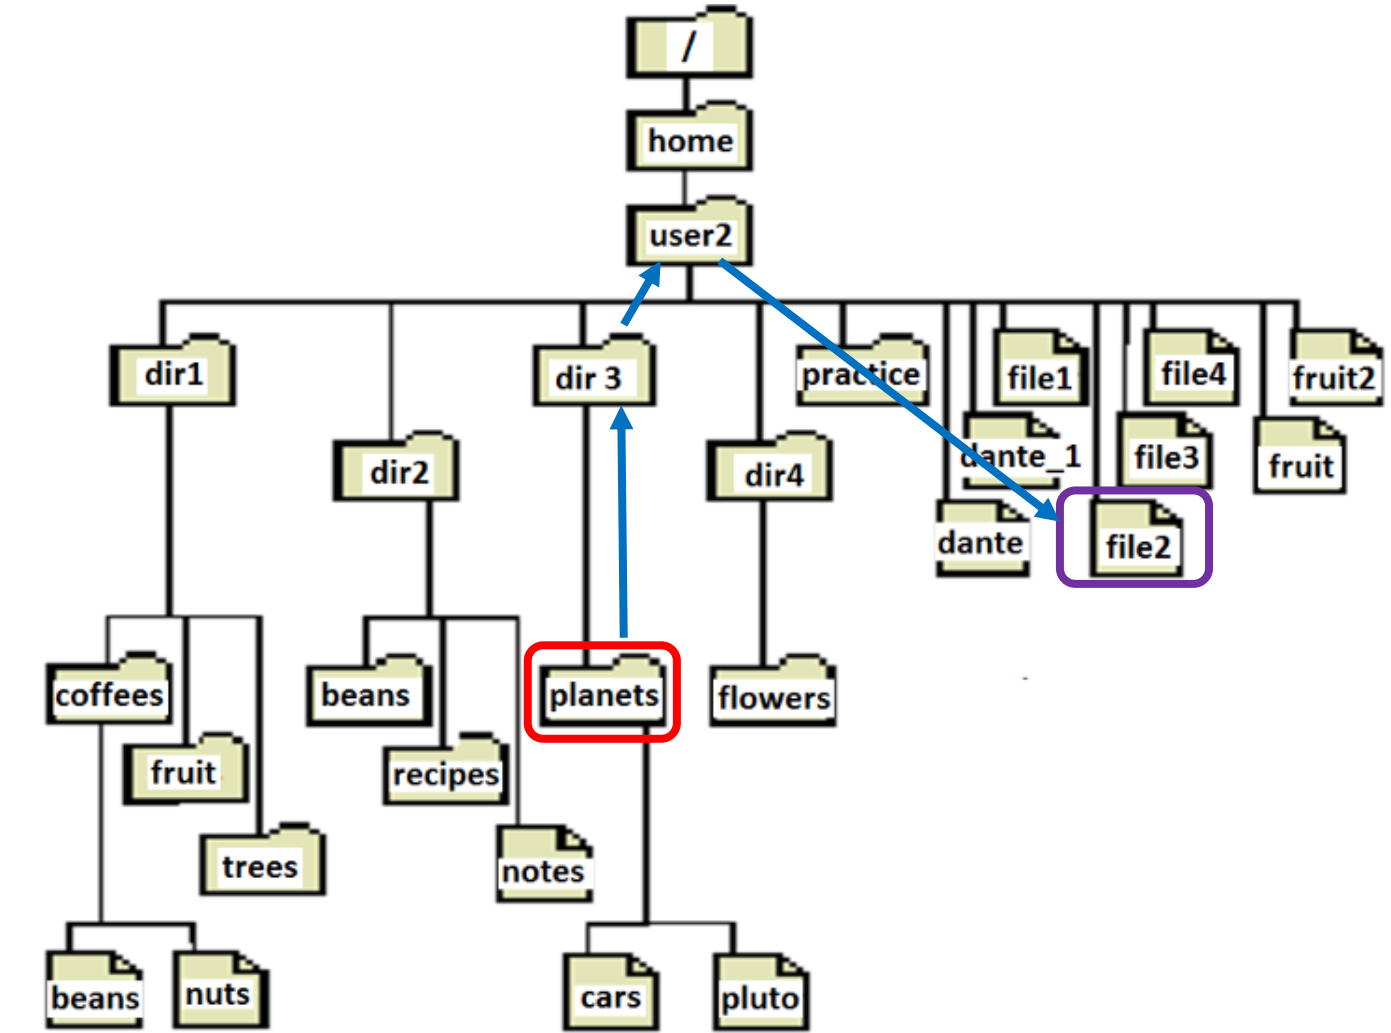 /
home
user2
dir1
dir 3
practice
file1
file4
fruit2
dir2
dir4
dante_1
file3
fruit
dante
file2
coffees
beans
planets
flowers
fruit
recipes
trees
notes
beans
nuts
cars
pluto